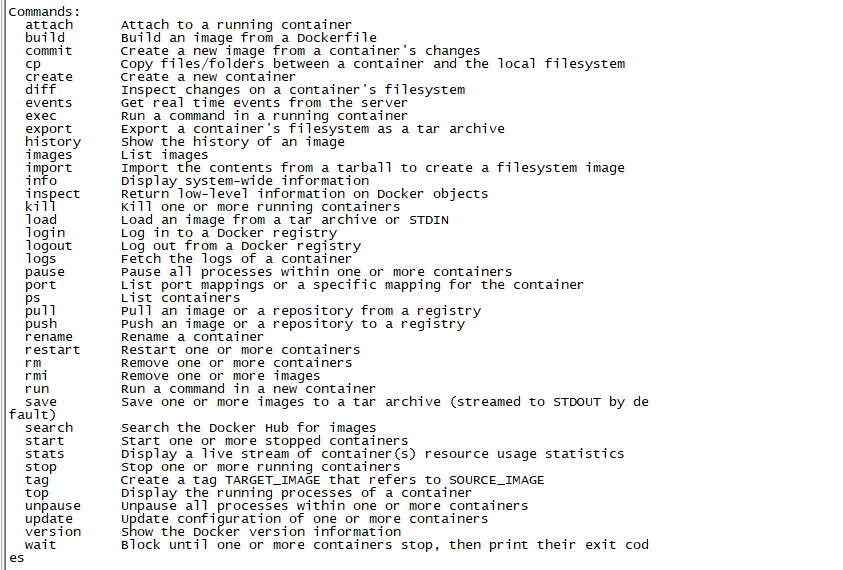 Commands:
  attach      Attach to a running container
  build       Build an image from a Dockerfile
  commit      Create a new image from a container's changes
  cp          Copy files/folders between a container and the local filesystem
  create      Create a new container
  diff        Inspect changes on a container's filesystem
  events      Get real time events from the server
  exec        Run a command in a running container
  export      Export a container's filesystem as a tar archive
  history     Show the history of an image
  images      List images
  import      Import the contents from a tarball to create a filesystem image
  info        Display system-wide information
  inspect     Return low-level information on Docker objects
  kill        Kill one or more running containers
  load        Load an image from a tar archive or STDIN
  login       Log in to a Docker registry
  logout      Log out from a Docker registry
  logs        Fetch the logs of a container
  pause       Pause all processes within one or more containers
  port        List port mappings or a specific mapping for the container
  ps          List containers
  pull        Pull an image or a repository from a registry
  push        Push an image or a repository to a registry
  rename      Rename a container
  restart     Restart one or more containers
  rm          Remove one or more containers
  rmi         Remove one or more images
  run         Run a command in a new container
  save        Save one or more images to a tar archive (streamed to STDOUT by de
fault)
  search      Search the Docker Hub for images
  start       Start one or more stopped containers
  stats       Display a live stream of container(s) resource usage statistics
  stop        Stop one or more running containers
  tag         Create a tag TARGET_IMAGE that refers to SOURCE_IMAGE
  top         Display the running processes of a container
  unpause     Unpause all processes within one or more containers
  update      Update configuration of one or more containers
  version     Show the Docker version information
  wait        Block until one or more containers stop, then print their exit cod
es